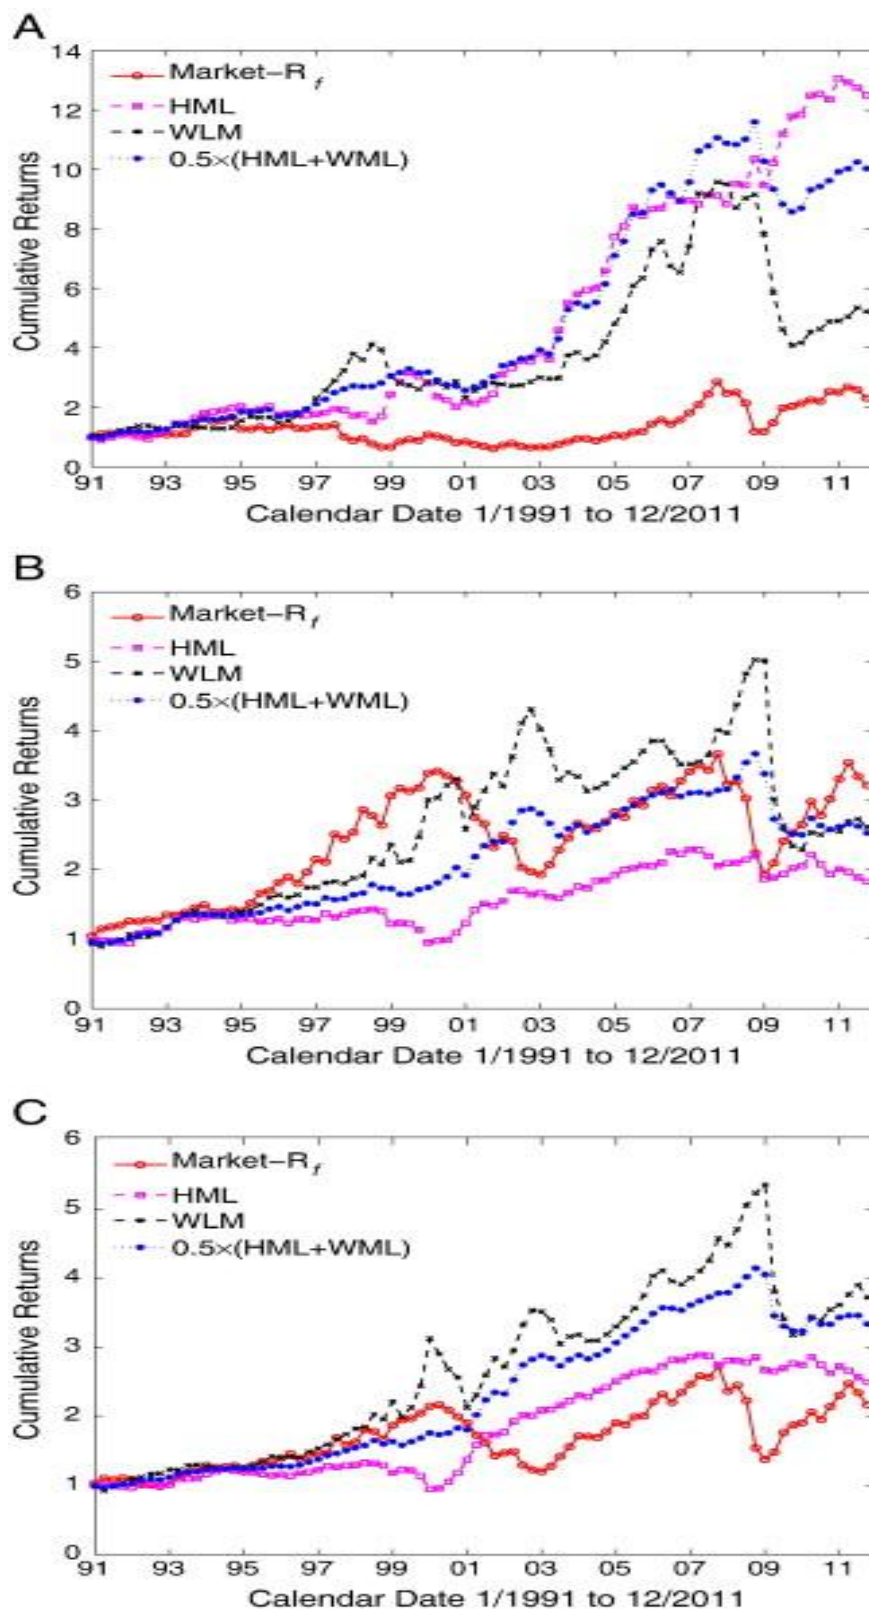 A
14
12
10
8
6
4
2
0
Cumulative Returns
Market-R f
HML
WLM
0.5×(HML+WML)
91 93 95 97 99 01 03 05 07 09 11
Calendar Date 1/1991 to 12/2011
B
6
5
4
3
2
1
0
Cumulative Returns
Market-R f
HML
WLM
0.5×(HML+WML)
91 93 95 97 99 01 03 05 07 09 11
Calendar Date 1/1991 to 12/2011
C
6
5
4
3
2
1
0
Cumulative Returns
Market-R f
HML
WLM
0.5×(HML+WML)
91 93 95 97 99 01 03 05 07 09 11
Calendar Date 1/1991 to 12/2011